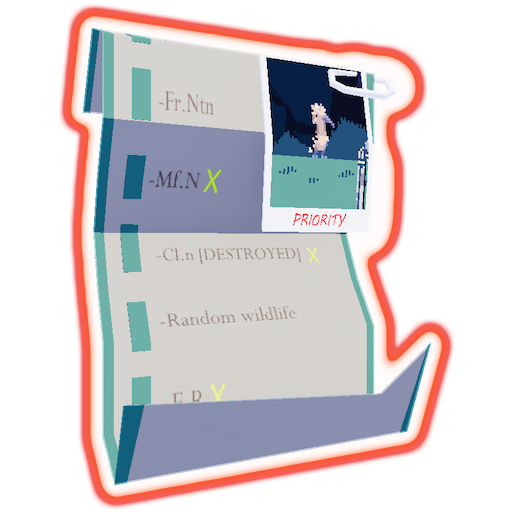 -Fr.Ntn
-Mf.N X
PRIORITY
-Cl.n [DESTROYED] X
-Random wildlife
-F.R X